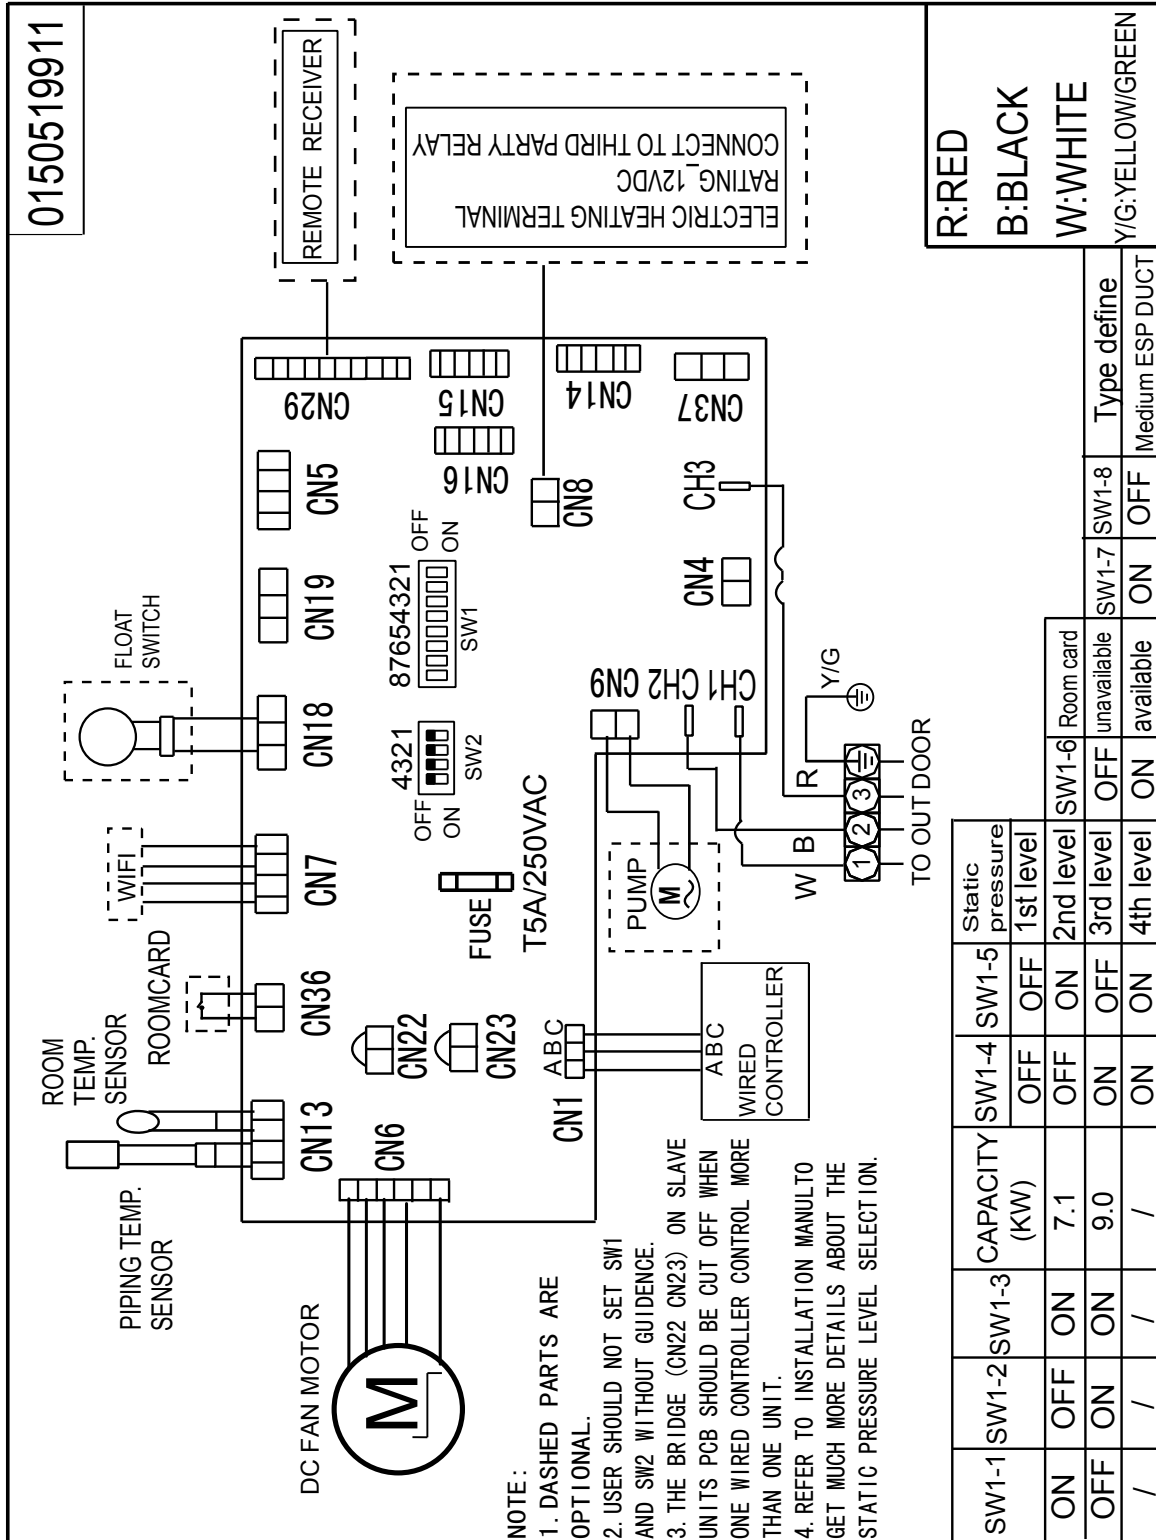 0150519911
REMOTE RECEIVER
ELECTRIC HEATING TERMINAL
RATING_12VDC
CONNECT TO THIRD PARTY RELAY
R:RED
B:BLACK
W:WHITE
Y/G:YELLOW/GREEN
ROOM
TEMP.
SENSOR
PIPING TEMP.
SENSOR
ROOMCARD
WIFI
FLOAT
SWITCH
CN13
CN36
CN7
CN18
CN19
CN5
CN29
CN6
CN22
CN23
FUSE
T5A/250VAC
4321
OFF
ON
SW2
87654321
OFF
ON
SW1
CN16
CN15
CN8
CN14
CN37
CN1
A B C
CN9
CH2
CH1
CN4
CH3
DC FAN MOTOR
M
A B C
WIRED
CONTROLLER
PUMP
M
W
B
R
Y/G
1
2
3
TO OUT DOOR
NOTE:
1. DASHED PARTS ARE
OPTIONAL.
2. USER SHOULD NOT SET SW1
AND SW2 WITHOUT GUIDENCE.
3. THE BRIDGE (CN22 CN23) ON SLAVE
UNITS PCB SHOULD BE CUT OFF WHEN
ONE WIRED CONTROLLER CONTROL MORE
THAN ONE UNIT.
4. REFER TO INSTALLATION MANULTO
GET MUCH MORE DETAILS ABOUT THE
STATIC PRESSURE LEVEL SELECTION.
SW1-1 SW1-2 SW1-3 CAPACITY (KW)
ON OFF ON 7.1
OFF ON ON 9.0
/ / / /
SW1-4 SW1-5 Static pressure
OFF OFF 1st level
OFF ON 2nd level
ON OFF 3rd level
ON ON 4th level
SW1-6 Room card
OFF unavailable
ON available
SW1-7 SW1-8 Type define
ON OFF Medium ESP DUCT